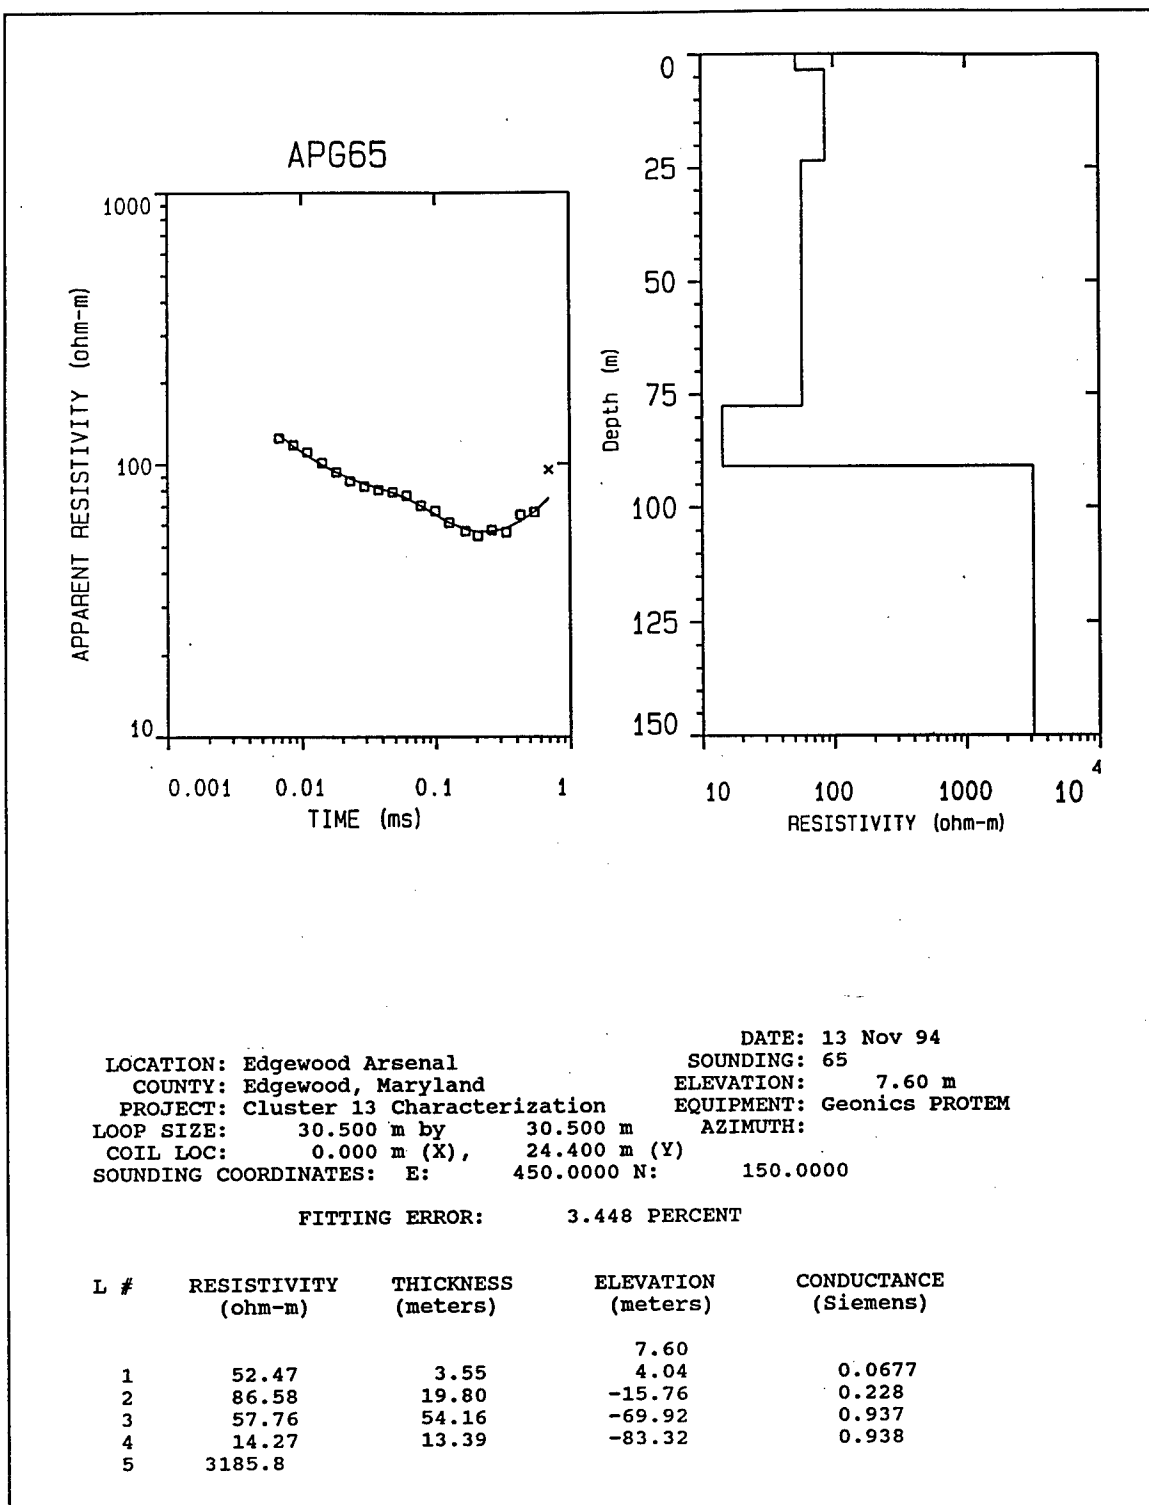 APG65
1000
100
10
APPARENT RESISTIVITY (ohm-m)
0.001 0.01 0.1 1
TIME (ms)
0
25
50
75
100
125
150
Depth (m)
10 100 1000 10 4
RESISTIVITY (ohm-m)
DATE: 13 Nov 94
LOCATION: Edgewood Arsenal SOUNDING: 65
COUNTY: Edgewood, Maryland ELEVATION: 7.60 m
PROJECT: Cluster 13 Characterization EQUIPMENT: Geonics PROTEM
LOOP SIZE: 30.500 m by 30.500 m AZIMUTH:
COIL LOC: 0.000 m (X), 24.400 m (Y)
SOUNDING COORDINATES: E: 450.0000 N: 150.0000
FITTING ERROR: 3.448 PERCENT
L # RESISTIVITY THICKNESS ELEVATION CONDUCTANCE
(ohm-m) (meters) (meters) (Siemens)
7.60
1 52.47 3.55 4.04 0.0677
2 86.58 19.80 -15.76 0.228
3 57.76 54.16 -69.92 0.937
4 14.27 13.39 -83.32 0.938
5 3185.8